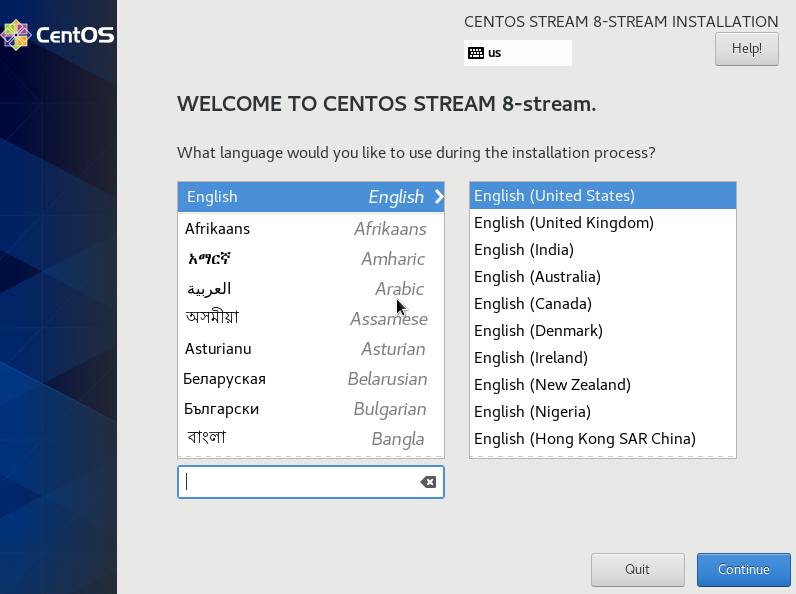 CentOS
CENTOS STREAM 8-STREAM INSTALLATION
us
Help!
WELCOME TO CENTOS STREAM 8-stream.
What language would you like to use during the installation process?
English English
Afrikaans Afrikaans
አማርኛ Amharic
العربية Arabic
অসমীয়া Assamese
Asturianu Asturian
Беларуская Belarusian
Български Bulgarian
বাংলা Bangla
English (United States)
English (United Kingdom)
English (India)
English (Australia)
English (Canada)
English (Denmark)
English (Ireland)
English (New Zealand)
English (Nigeria)
English (Hong Kong SAR China)
Quit
Continue